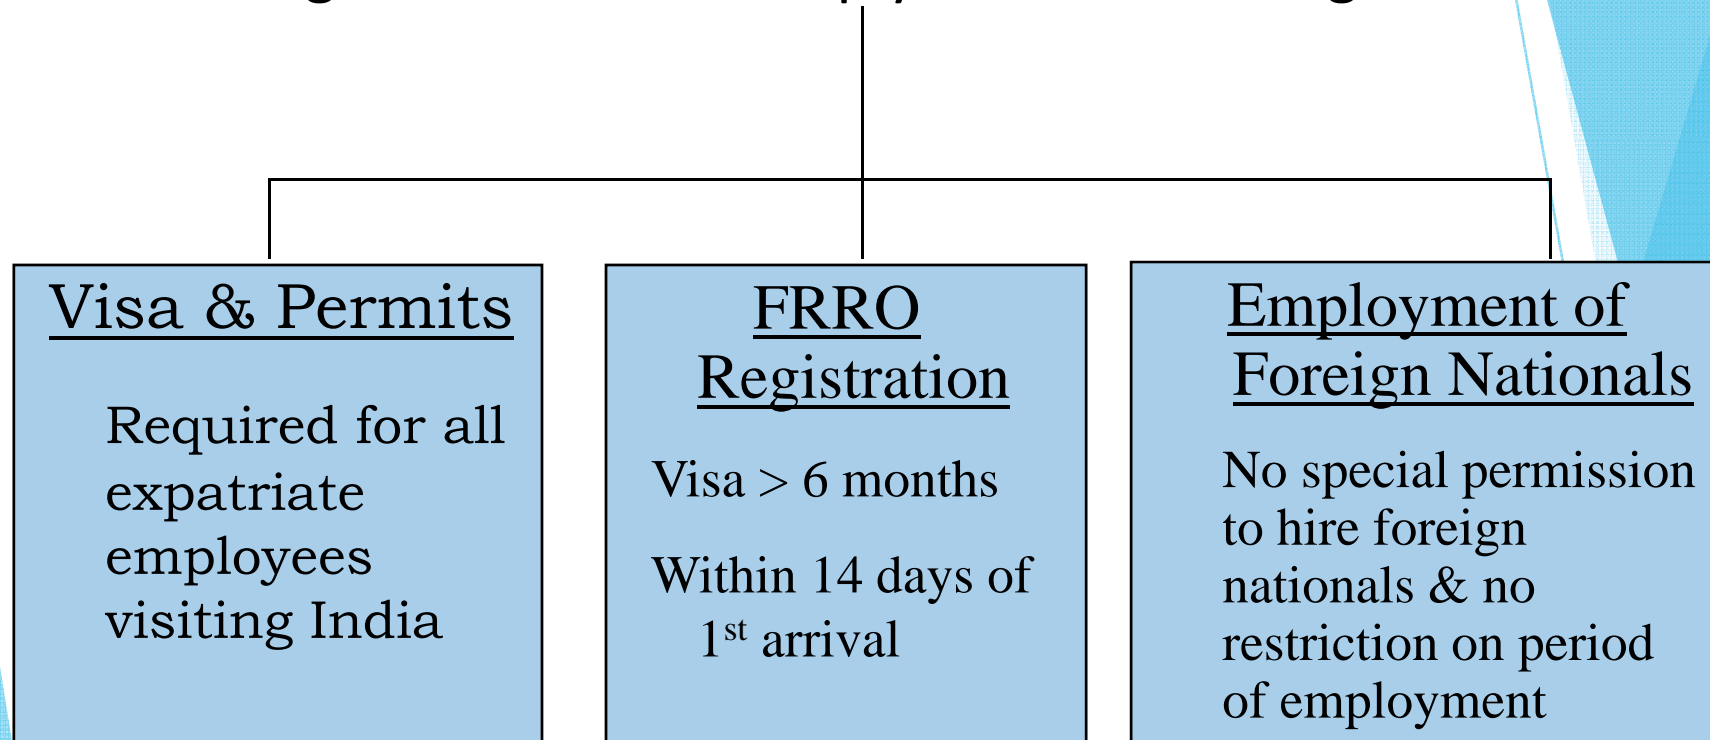 Visa & Permits
Required for all
expatriate
employees
visiting India
FRRO
Registration
Visa > 6 months
Within 14 days of
1st arrival
Employment of
Foreign Nationals
No special permission
to hire foreign
nationals & no
restriction on period
of employment